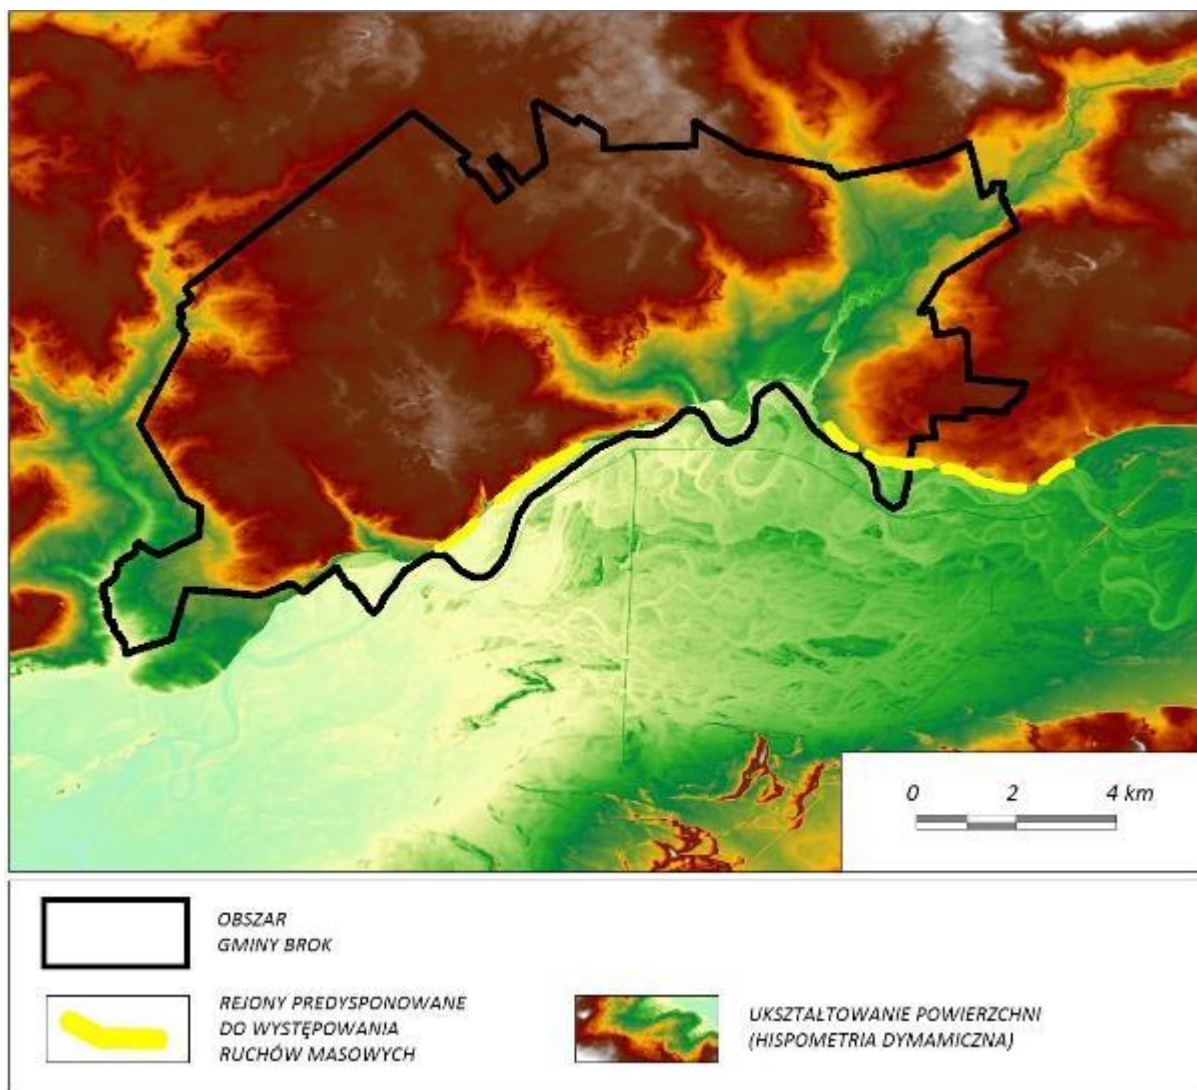 0 2 4 km
OBSZAR
GMINY BROK
REJONY PREDYSPONOWANE
DO WYSTĘPOWANIA
RUCHÓW MASOWYCH
UKSZTAŁTOWANIE POWIERZCHNI
(HISPOMETRIA DYMAMICZNA)